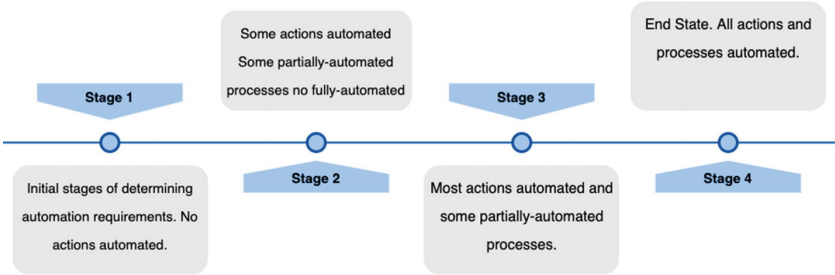 Stage 1
Initial stages of determining
automation requirements. No
actions automated.
Some actions automated
Some partially-automated
processes no fully-automated
Stage 2
Stage 3
Most actions automated and
some partially-automated
processes.
End State. All actions and
processes automated.
Stage 4